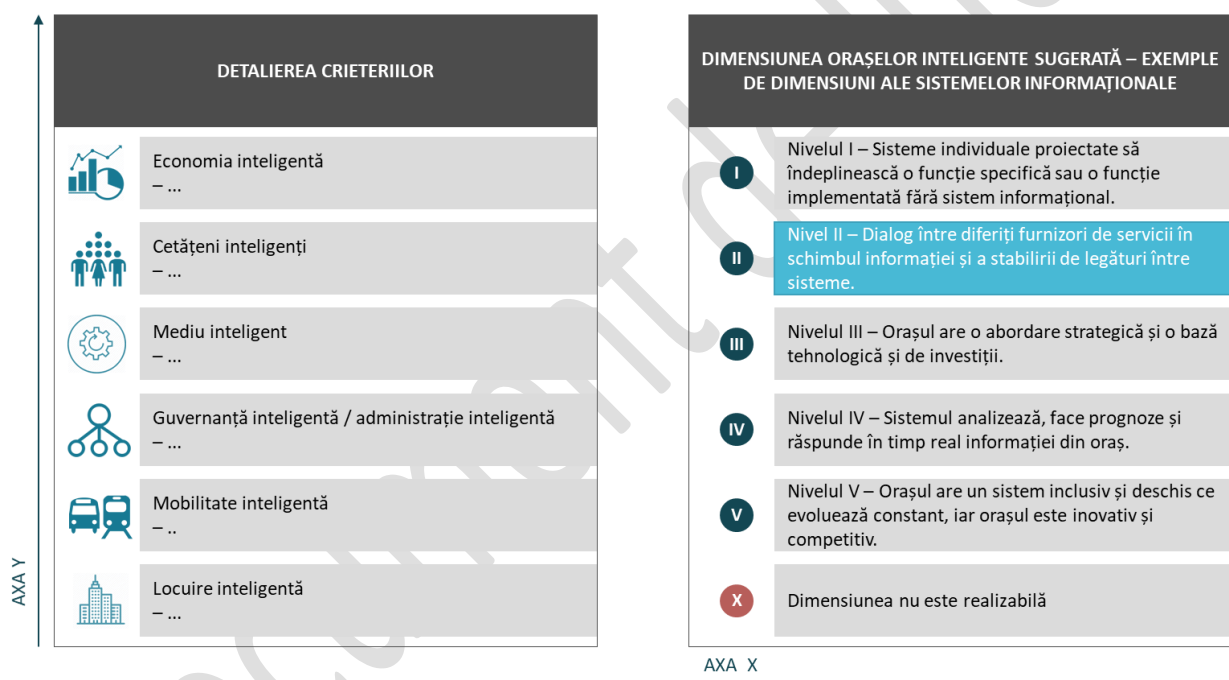 DETALIEREA CRIETERIILOR
Economia inteligentă
– ...
Cetățeni inteligenți
– ...
Mediu inteligent
– ...
Guvernanță inteligentă / administrație inteligentă
– ...
Mobilitate inteligentă
– ..
Locuire inteligentă
– ...
AXA Y
DIMENSIUNEA ORAȘELOR INTELIGENTE SUGERATĂ – EXEMPLE
DE DIMENSIUNI ALE SISTEMELOR INFORMAȚIONALE
I
Nivelul I – Sisteme individuale proiectate să
îndeplinească o funcție specifică sau o funcție
implementată fără sistem informațional.
II
Nivel II – Dialog între diferiți furnizori de servicii în
schimbul informației și a stabilirii de legături între
sisteme.
III
Nivelul III – Orașul are o abordare strategică și o bază
tehnologică și de investiții.
IV
Nivelul IV – Sistemul analizează, face prognoze și
răspunde în timp real informației din oraș.
V
Nivelul V – Orașul are un sistem inclusiv și deschis ce
evoluează constant, iar orașul este inovativ și
competitiv.
X
Dimensiunea nu este realizabilă
AXA X